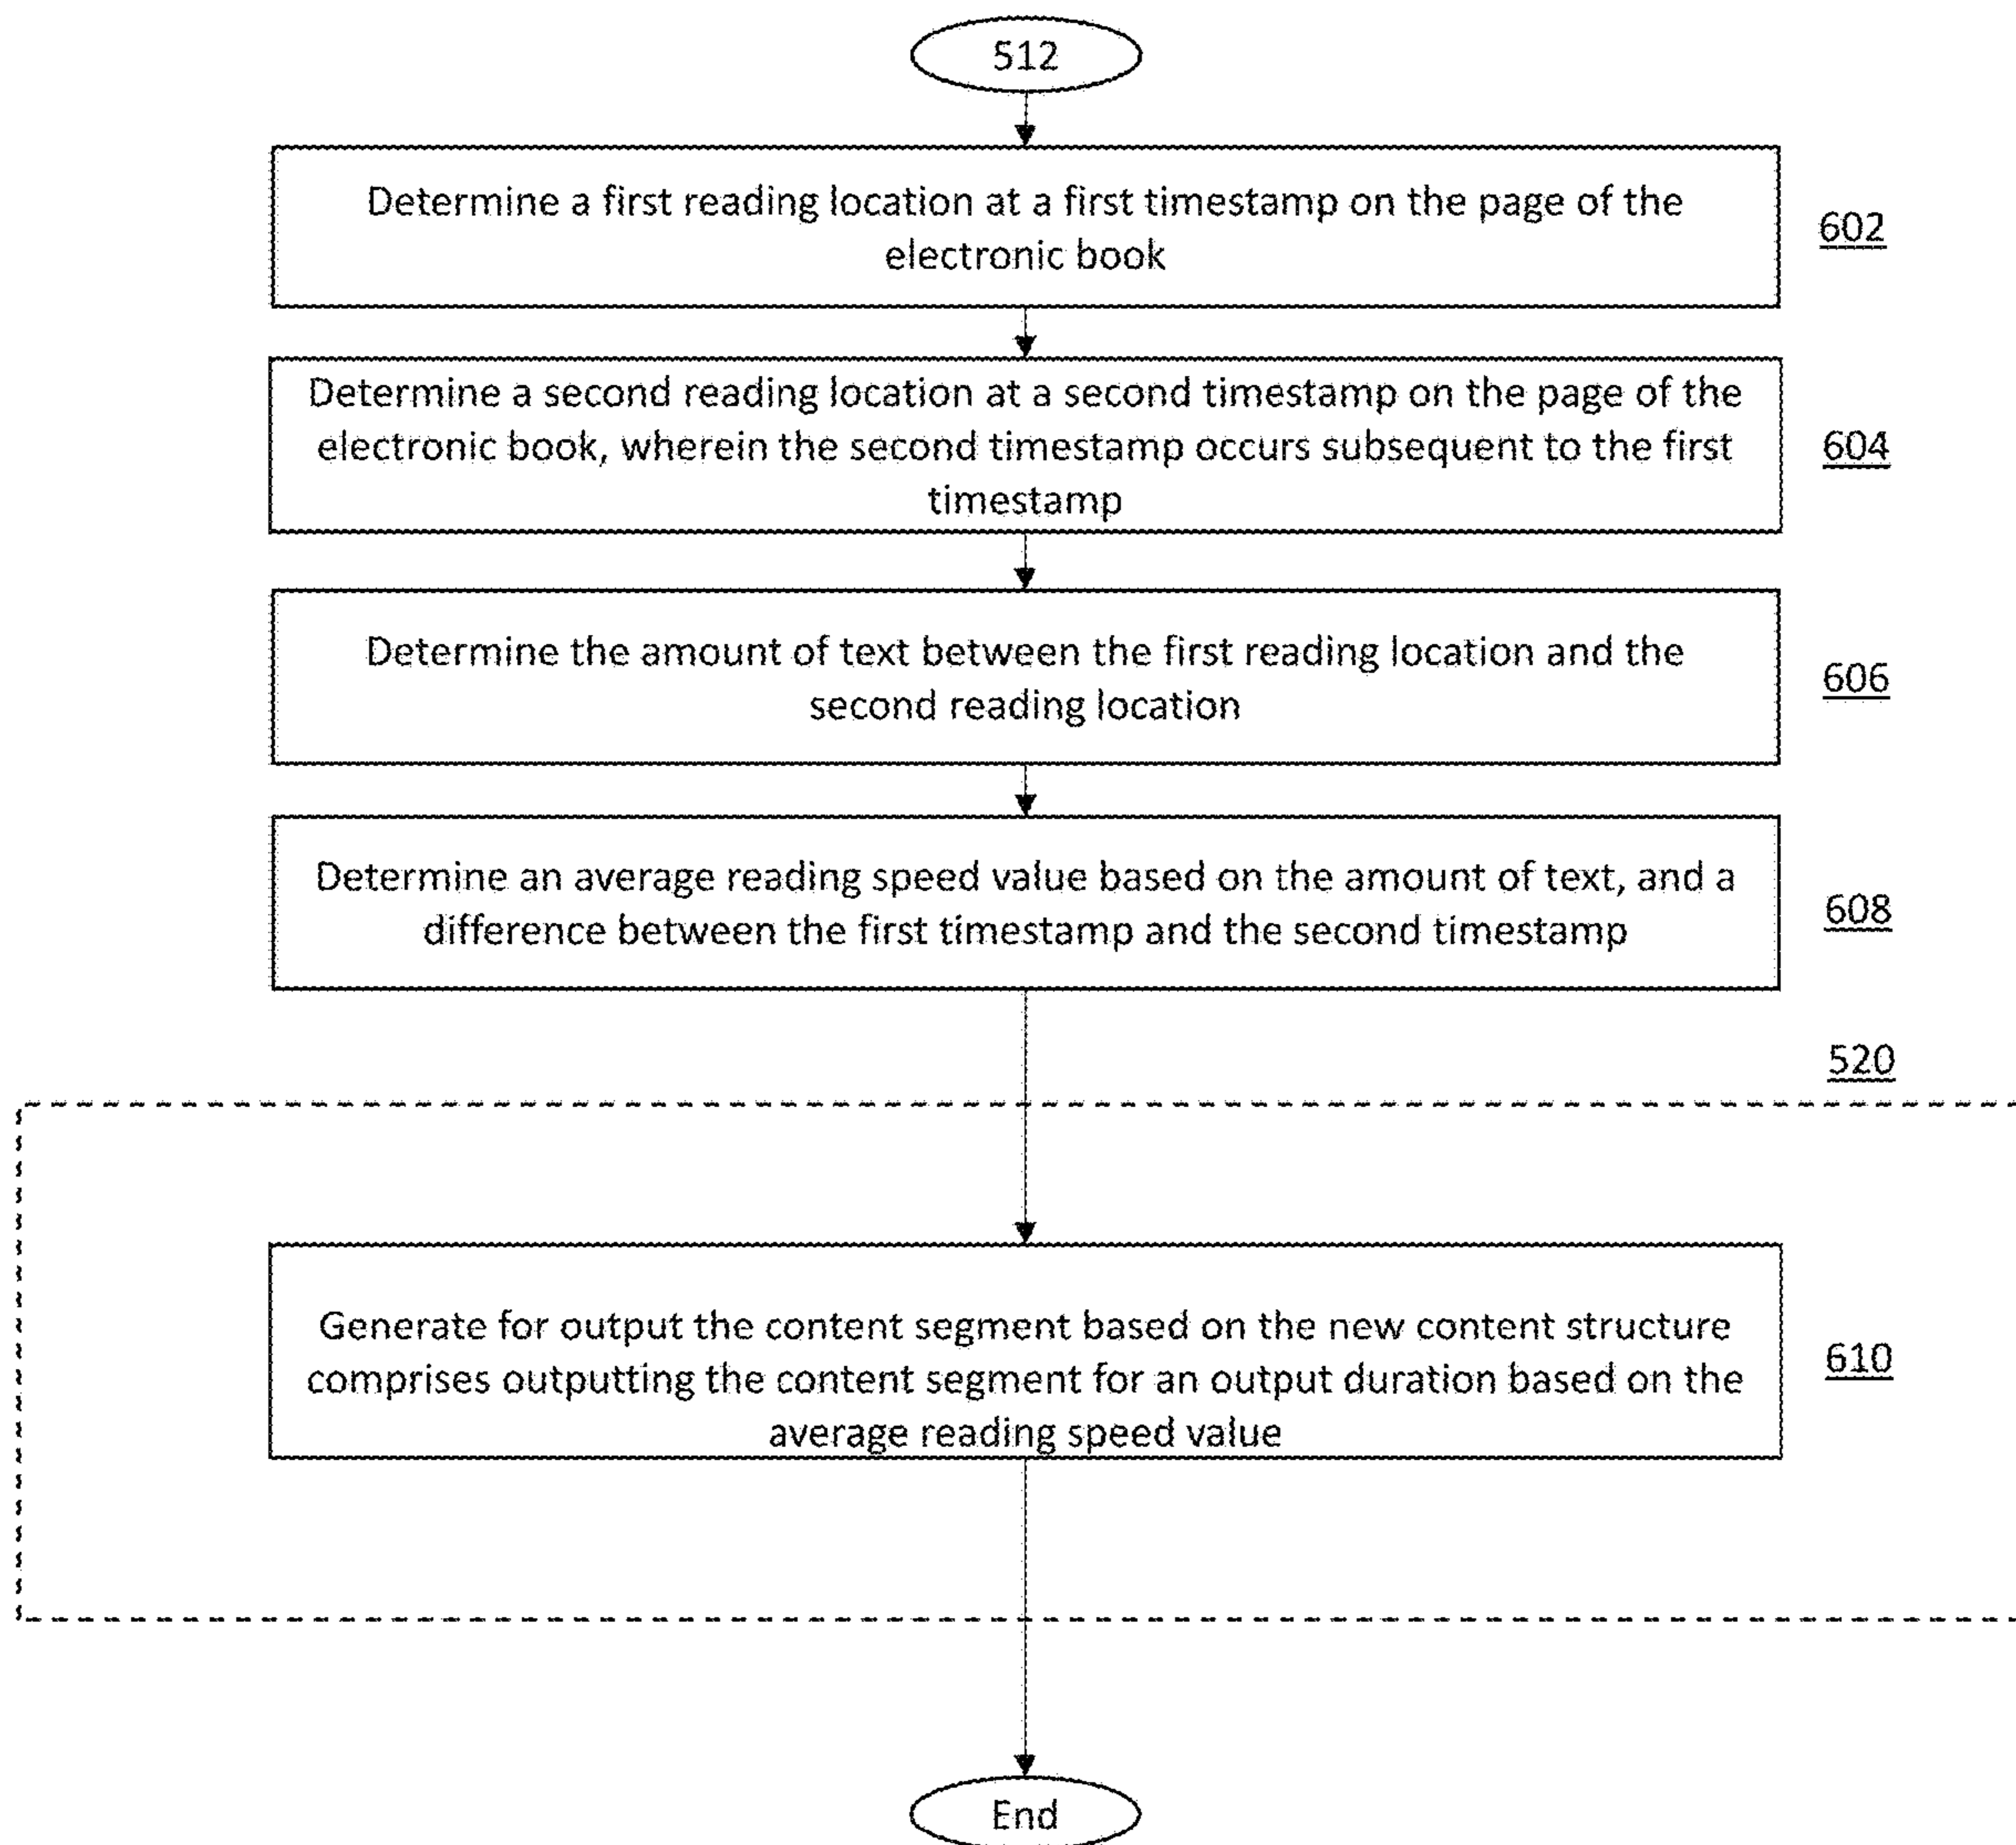 512
Determine a first reading location at a first timestamp on the page of the
electronic book
602
Determine a second reading location at a second timestamp on the page of the
electronic book, wherein the second timestamp occurs subsequent to the first
timestamp
604
Determine the amount of text between the first reading location and the
second reading location
606
Determine an average reading speed value based on the amount of text, and a
difference between the first timestamp and the second timestamp
608
520
Generate for output the content segment based on the new content structure
comprises outputting the content segment for an output duration based on the
average reading speed value
610
End